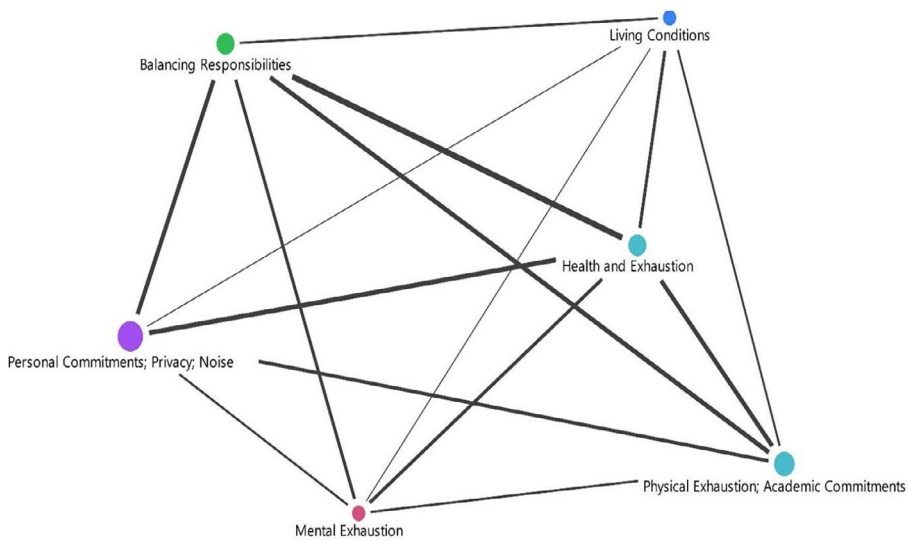 Living Conditions
Balancing Responsibilities
Health and Exhaustion
Personal Commitments; Privacy; Noise
Physical Exhaustion; Academic Commitments
Mental Exhaustion